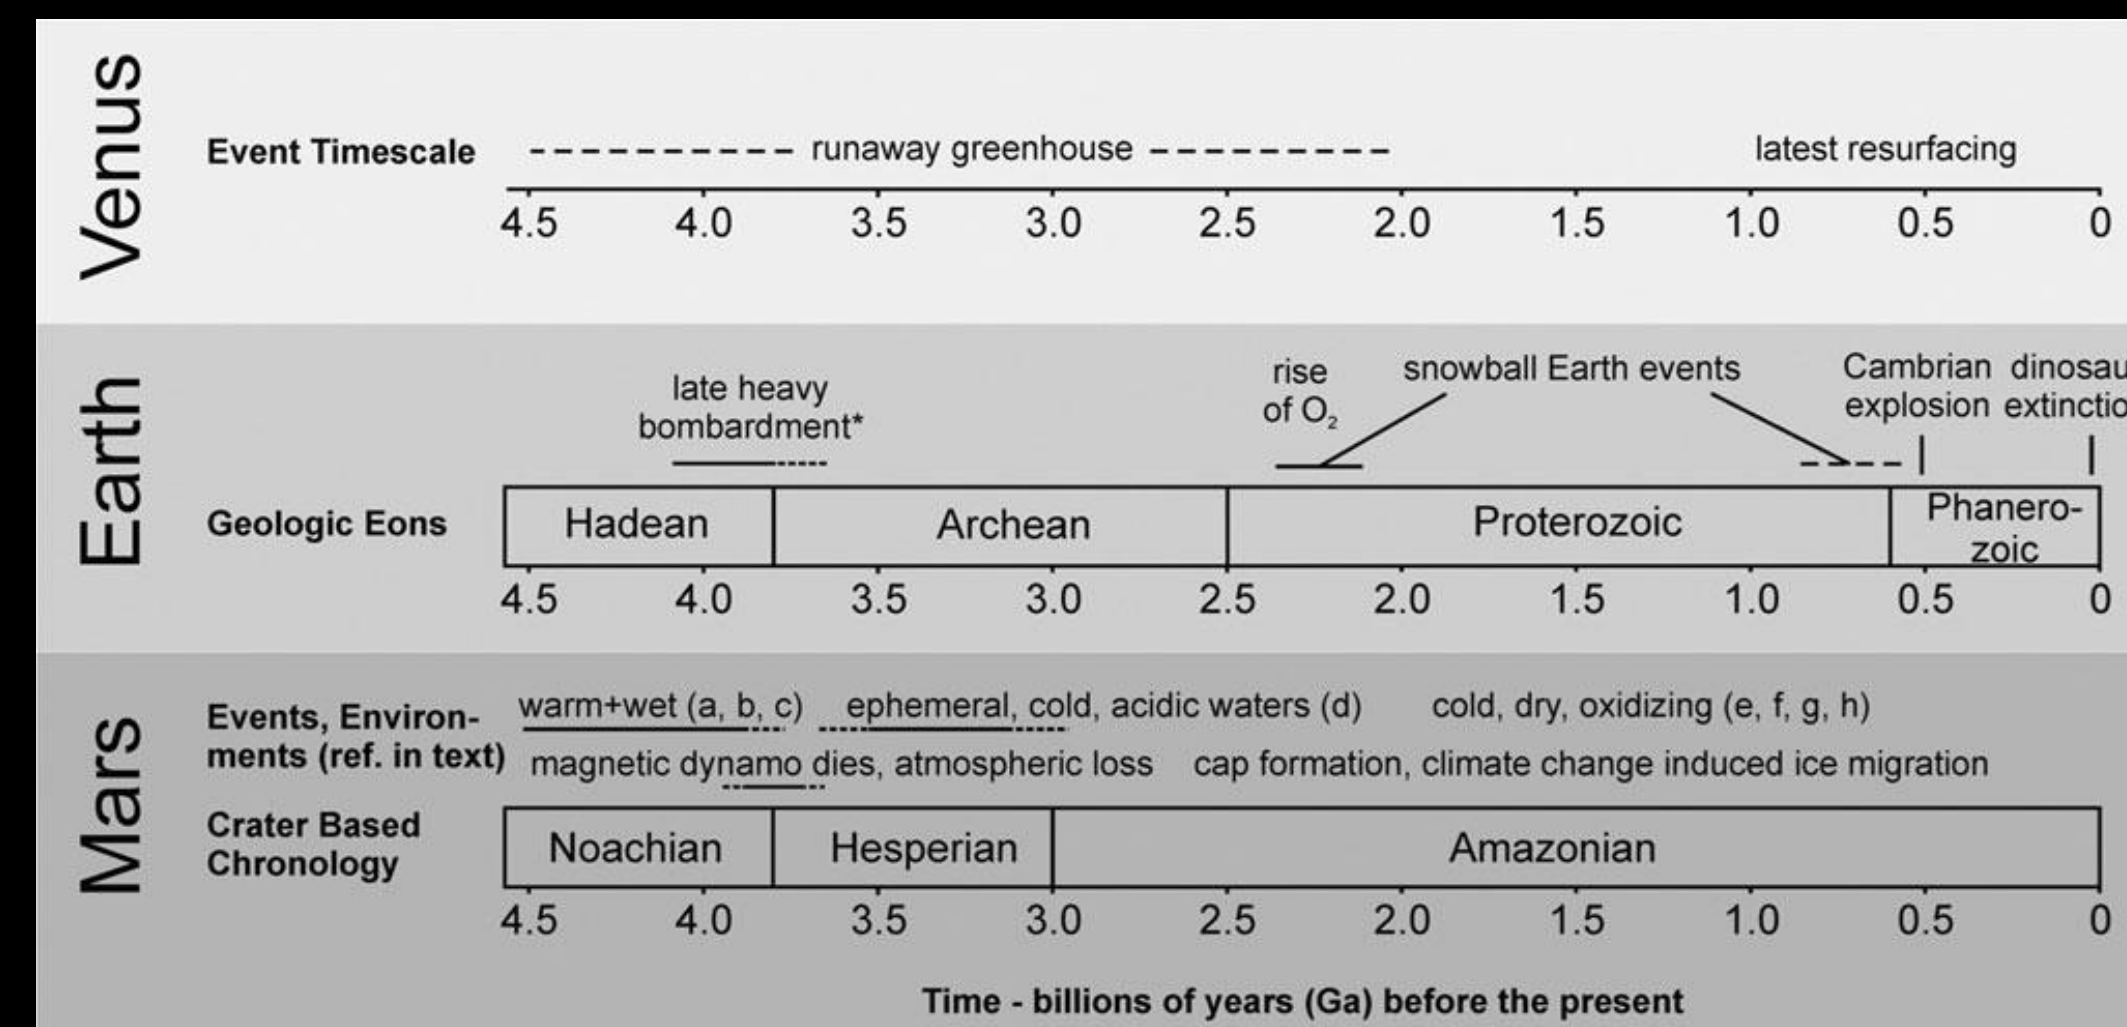 Venus
Event Timescale
runaway greenhouse
latest resurfacing
4.5 4.0 3.5 3.0 2.5 2.0 1.5 1.0 0.5 0
Earth
late heavy
bombardment*
rise
of O₂
snowball Earth events
Cambrian
explosion
dinosau
extinctio
Geologic Eons
Hadean
Archean
Proterozoic
Phanero-
zoic
4.5 4.0 3.5 3.0 2.5 2.0 1.5 1.0 0.5 0
Mars
Events, Environ-
ments (ref. in text)
warm+wet (a, b, c)
ephemeral, cold, acidic waters (d)
cold, dry, oxidizing (e, f, g, h)
magnetic dynamo dies, atmospheric loss
cap formation, climate change induced ice migration
Crater Based
Chronology
Noachian
Hesperian
Amazonian
4.5 4.0 3.5 3.0 2.5 2.0 1.5 1.0 0.5 0
Time - billions of years (Ga) before the present